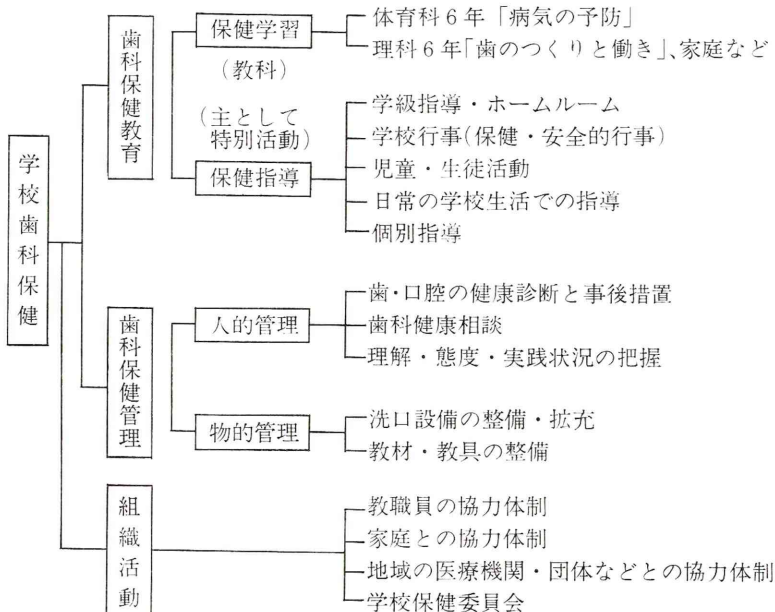 学校歯科保健
歯科保健教育
保健学習
(教科)
体育科6年「病気の予防」
理科6年「歯のつくりと働き」、家庭など
(主として
特別活動)
保健指導
学級指導・ホームルーム
学校行事(保健・安全的行事)
児童・生徒活動
日常の学校生活での指導
個別指導
歯科保健管理
人的管理
歯・口腔の健康診断と事後措置
歯科健康相談
理解・態度・実践状況の把握
物的管理
洗口設備の整備・拡充
教材・教具の整備
組織活動
教職員の協力体制
家庭との協力体制
地域の医療機関・団体などとの協力体制
学校保健委員会